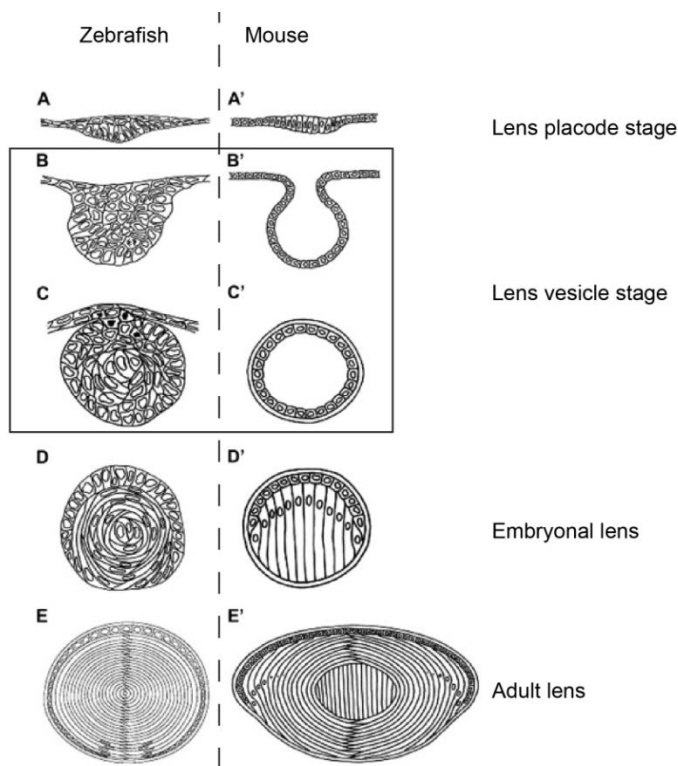 Zebrafish Mouse
A A' Lens placode stage
B B'
Lens vesicle stage
C C'
D D'
Embryonal lens
E E'
Adult lens